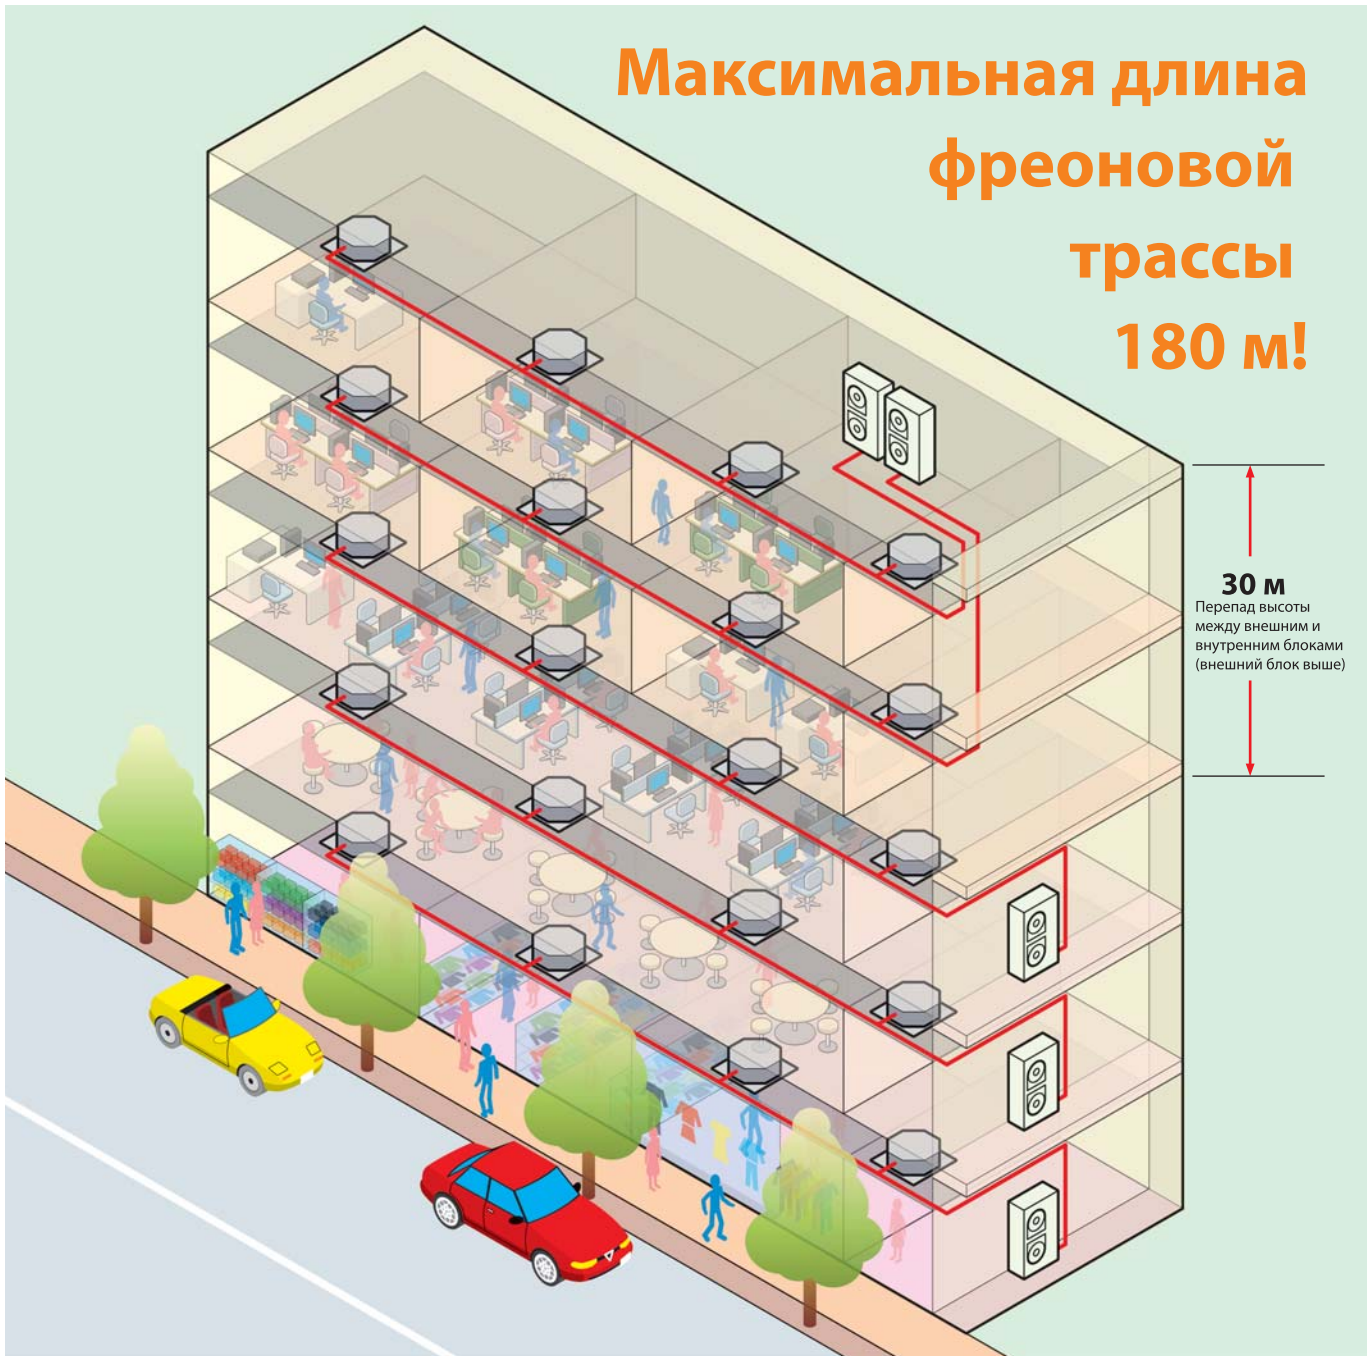 Максимальная длина
фреоновой
трассы
180 м!
30 м
Перепад высоты
между внешним и
внутренним блоками
(внешний блок выше)